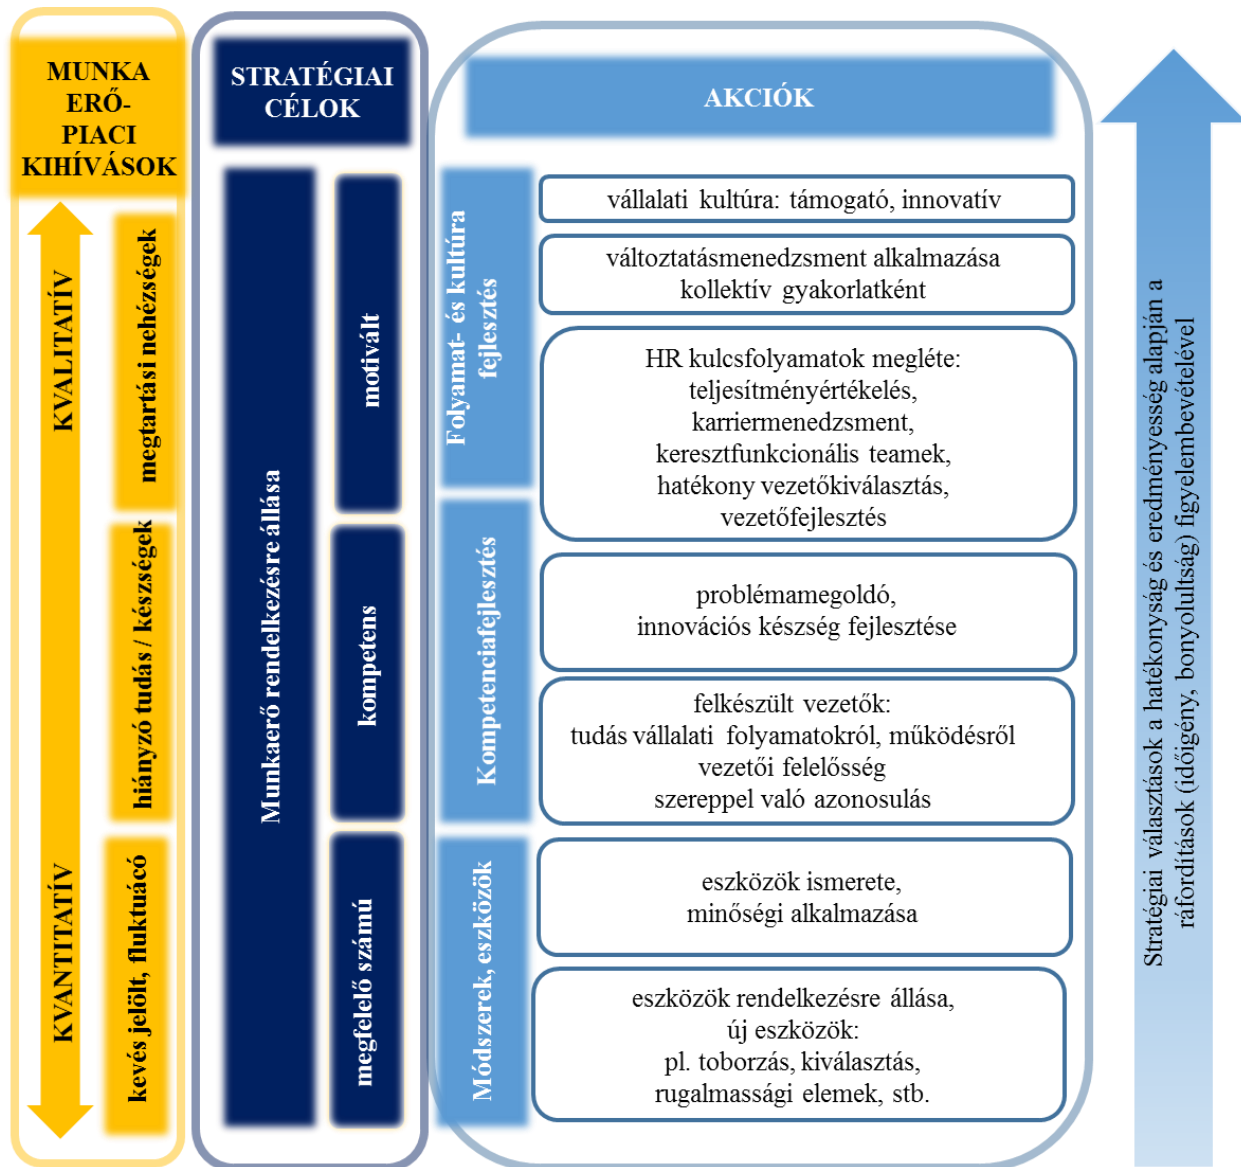 MUNKA
ERŐ-
PIACI
KIHÍVÁSOK
KVALITATÍV
KVANTITATÍV
megtartási nehézségek
hiányzó tudás / készségek
kevés jelölt, fluktuácó
STRATÉGIAI
CÉLOK
Munkaerő rendelkezésre állása
motivált
kompetens
megfelelő számú
AKCIÓK
Folyamat- és kultúra
fejlesztés
vállalati kultúra: támogató, innovatív
változtatásmenedzsment alkalmazása
kollektív gyakorlatként
HR kulcsfolyamatok megléte:
teljesítményértékelés,
karriermenedzsment,
keresztfunkcionális teamek,
hatékony vezetőkiválasztás,
vezetőfejlesztés
Kompetenciafejlesztés
problémamegoldó,
innovációs készség fejlesztése
felkészült vezetők:
tudás vállalati folyamatokról, működésről
vezetői felelősség
szereppel való azonosulás
Módszerek, eszközök
eszközök ismerete,
minőségi alkalmazása
eszközök rendelkezésre állása,
új eszközök:
pl. toborzás, kiválasztás,
rugalmassági elemek, stb.
Stratégiai választások a hatékonyság és eredményesség alapján a
ráfordítások (időigény, bonyolultság) figyelembevételével